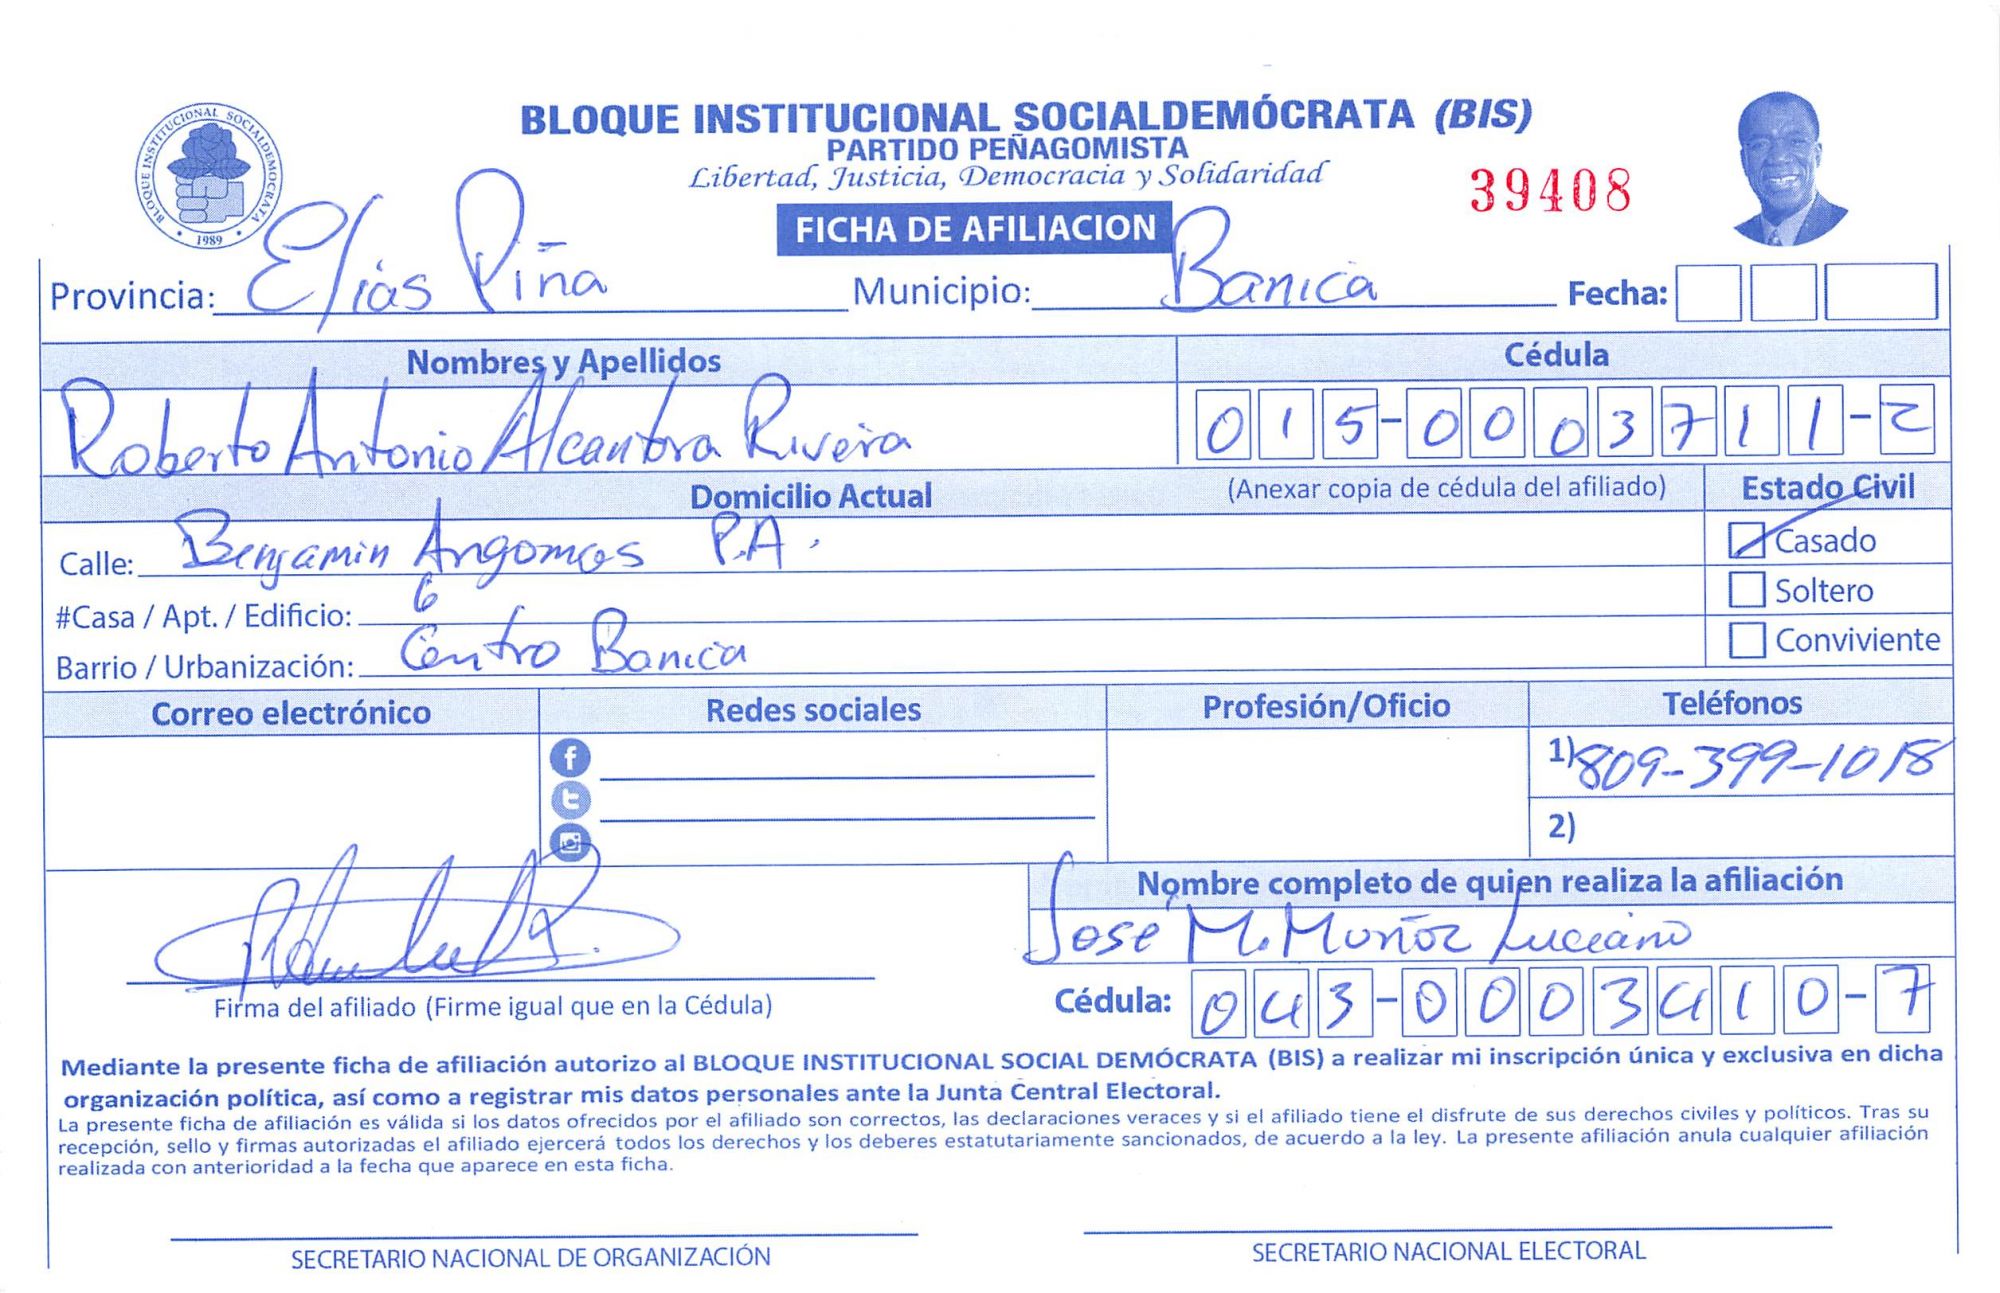 BLOQUE INSTITUCIONAL SOCIALDEMOCRATA
1989
BLOQUE INSTITUCIONAL SOCIALDEMÓCRATA (BIS)
PARTIDO PEÑAGOMISTA
Libertad, Justicia, Democracia y Solidaridad
39408
FICHA DE AFILIACION
Provincia: Elías Piña Municipio: Banica Fecha:
Nombres y Apellidos Cédula
Roberto Antonio Alcantara Rivera 015-0003711-2
Domicilio Actual (Anexar copia de cédula del afiliado) Estado Civil
Calle: Benjamin Angomas P.A. Casado
#Casa / Apt. / Edificio: 6 Soltero
Barrio / Urbanización: Centro Banica Conviviente
Correo electrónico Redes sociales Profesión/Oficio Teléfonos
1) 809-399-1018
2)
Nombre completo de quien realiza la afiliación
Jose M. Muñoz Luciano
Firma del afiliado (Firme igual que en la Cédula) Cédula: 043-0003410-7
Mediante la presente ficha de afiliación autorizo al BLOQUE INSTITUCIONAL SOCIAL DEMÓCRATA (BIS) a realizar mi inscripción única y exclusiva en dicha
organización política, así como a registrar mis datos personales ante la Junta Central Electoral.
La presente ficha de afiliación es válida si los datos ofrecidos por el afiliado son correctos, las declaraciones veraces y si el afiliado tiene el disfrute de sus derechos civiles y políticos. Tras su
recepción, sello y firmas autorizadas el afiliado ejercerá todos los derechos y los deberes estatutariamente sancionados, de acuerdo a la ley. La presente afiliación anula cualquier afiliación
realizada con anterioridad a la fecha que aparece en esta ficha.
SECRETARIO NACIONAL DE ORGANIZACIÓN SECRETARIO NACIONAL ELECTORAL